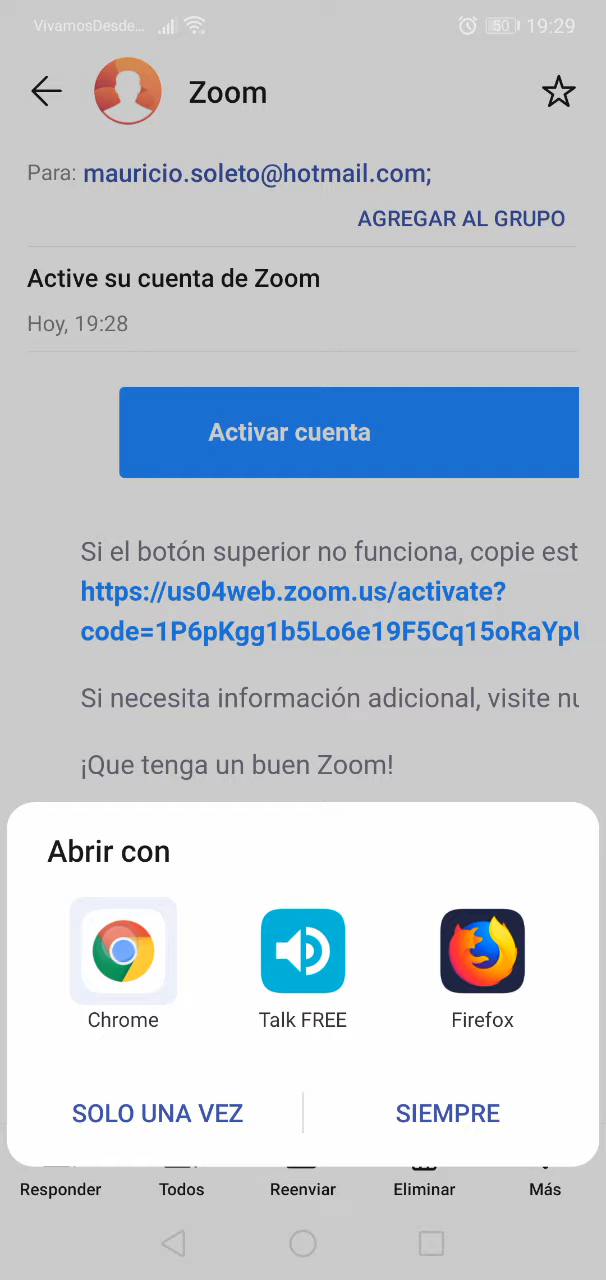 VivamosDesde...
50
19:29
Zoom
Para: mauricio.soleto@hotmail.com;
AGREGAR AL GRUPO
Active su cuenta de Zoom
Hoy, 19:28
Activar cuenta
Si el botón superior no funciona, copie est
https://us04web.zoom.us/activate?
code=1P6pKgg1b5Lo6e19F5Cq15oRaYpU
Si necesita información adicional, visite nu
¡Que tenga un buen Zoom!
Abrir con
Chrome
Talk FREE
Firefox
SOLO UNA VEZ
SIEMPRE
Responder
Todos
Reenviar
Eliminar
Más